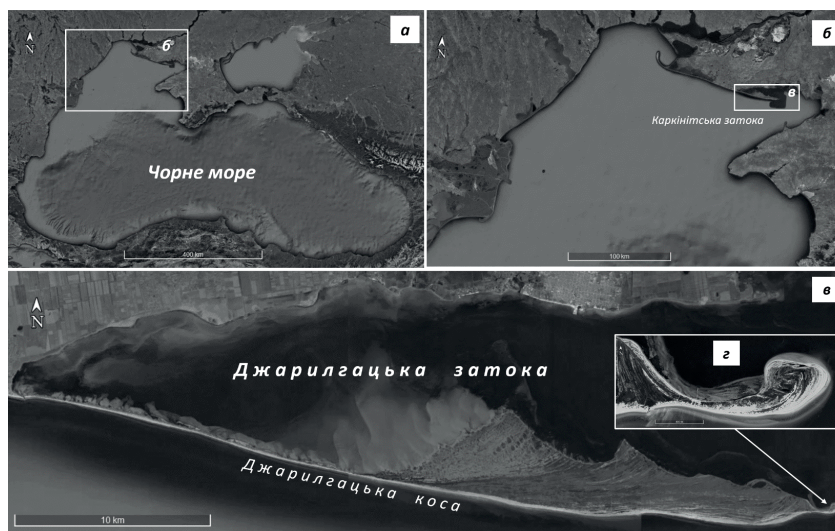 а
N
б
Чорне море
400 km
б
N
в
Каркінітська затока
100 km
в
N
г
Джарилгацька затока
Джарилгацька коса
10 km